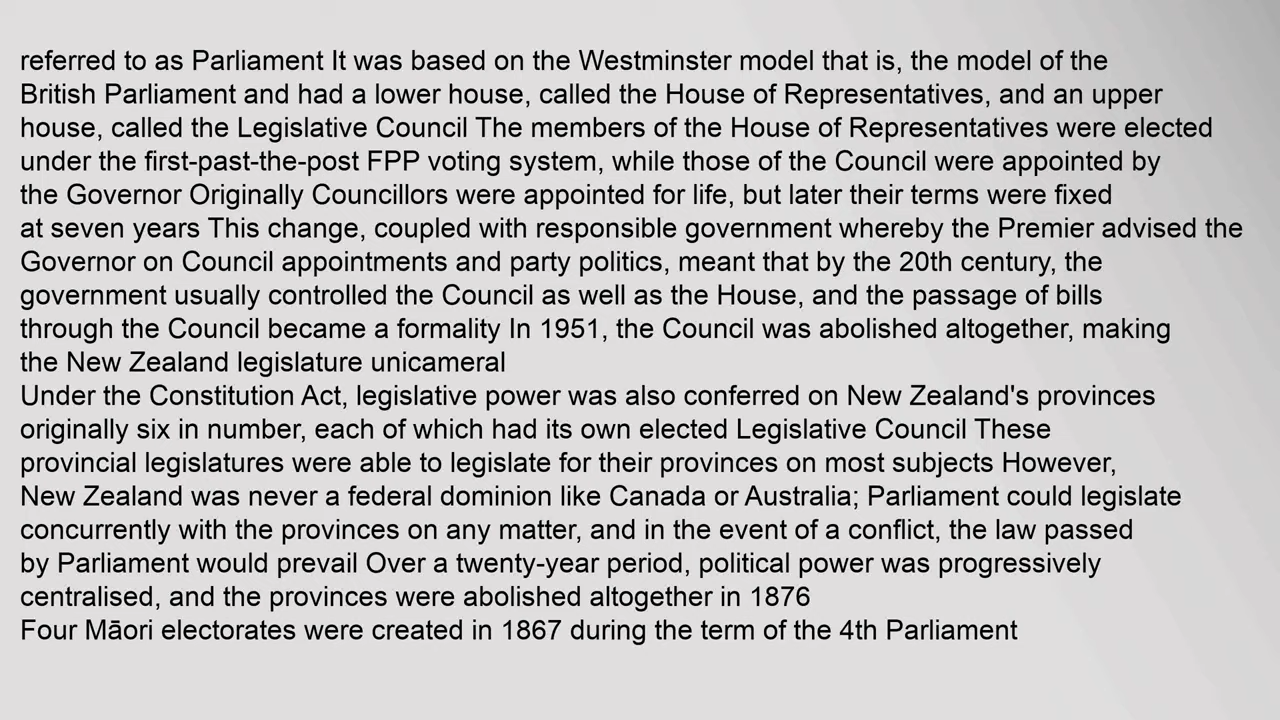 referred to as Parliament It was based on the Westminster model that is, the model of the
British Parliament and had a lower house, called the House of Representatives, and an upper
house, called the Legislative Council The members of the House of Representatives were elected
under the first-past-the-post FPP voting system, while those of the Council were appointed by
the Governor Originally Councillors were appointed for life, but later their terms were fixed
at seven years This change, coupled with responsible government whereby the Premier advised the
Governor on Council appointments and party politics, meant that by the 20th century, the
government usually controlled the Council as well as the House, and the passage of bills
through the Council became a formality In 1951, the Council was abolished altogether, making
the New Zealand legislature unicameral
Under the Constitution Act, legislative power was also conferred on New Zealand's provinces
originally six in number, each of which had its own elected Legislative Council These
provincial legislatures were able to legislate for their provinces on most subjects However,
New Zealand was never a federal dominion like Canada or Australia; Parliament could legislate
concurrently with the provinces on any matter, and in the event of a conflict, the law passed
by Parliament would prevail Over a twenty-year period, political power was progressively
centralised, and the provinces were abolished altogether in 1876
Four Māori electorates were created in 1867 during the term of the 4th Parliament